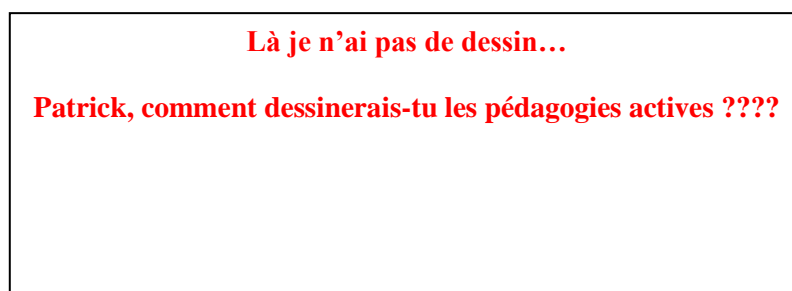 Là je n’ai pas de dessin…
Patrick, comment dessinerais-tu les pédagogies actives ????